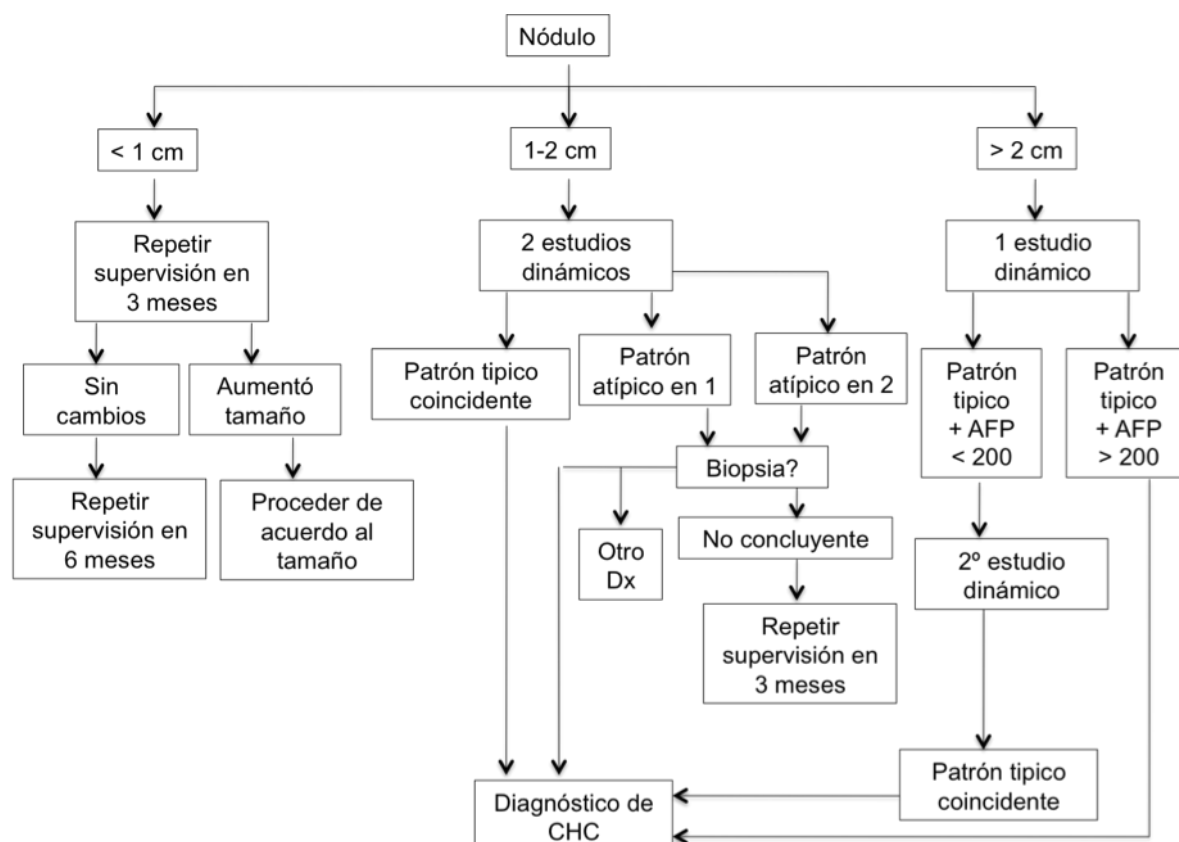 Nódulo
< 1 cm
1-2 cm
> 2 cm
Repetir
supervisión en
3 meses
2 estudios
dinámicos
1 estudio
dinámico
Sin
cambios
Aumentó
tamaño
Patrón tipico
coincidente
Patrón
atípico en 1
Patrón
atípico en 2
Patrón
tipico
+ AFP
< 200
Patrón
tipico
+ AFP
> 200
Repetir
supervisión en
6 meses
Proceder de
acuerdo al
tamaño
Biopsia?
Otro
Dx
No concluyente
2º estudio
dinámico
Repetir
supervisión en
3 meses
Patrón tipico
coincidente
Diagnóstico de
CHC